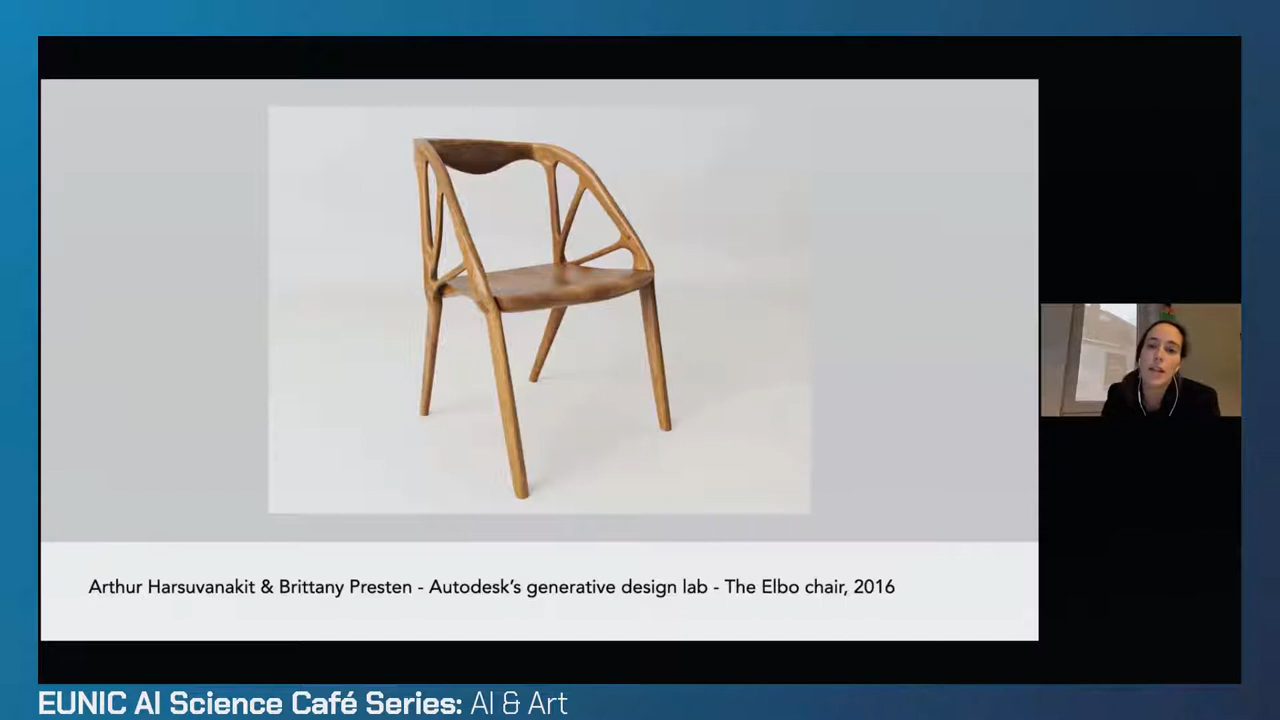 Arthur Harsuvanakit & Brittany Presten - Autodesk's generative design lab - The Elbo chair, 2016
EUNIC AI Science Café Series: AI & Art